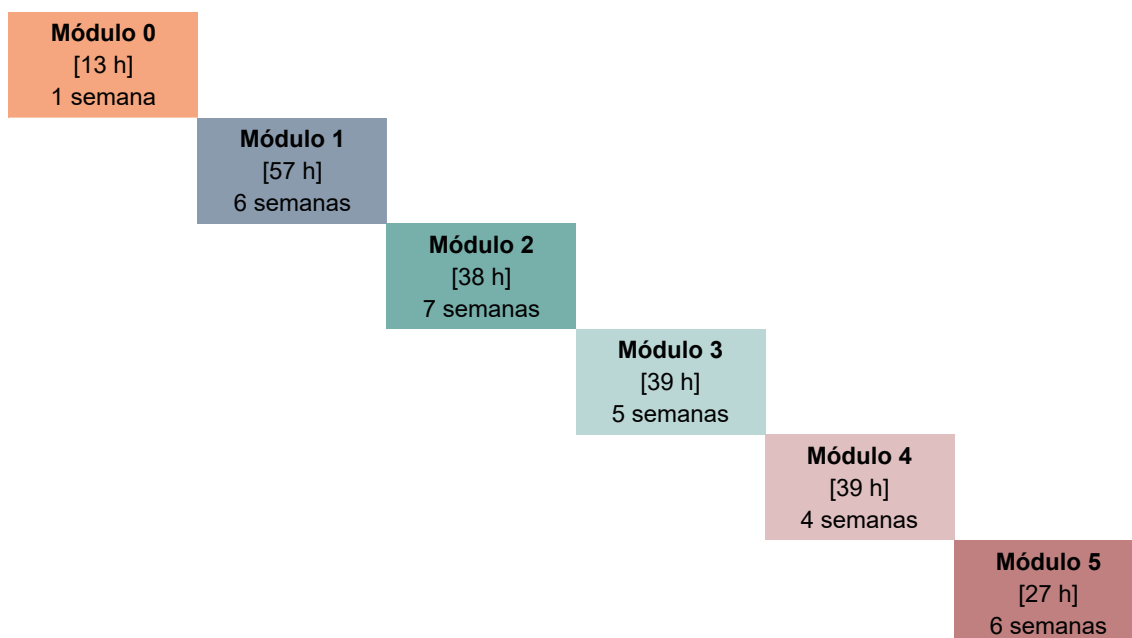 Módulo 0
[13 h]
1 semana
Módulo 1
[57 h]
6 semanas
Módulo 2
[38 h]
7 semanas
Módulo 3
[39 h]
5 semanas
Módulo 4
[39 h]
4 semanas
Módulo 5
[27 h]
6 semanas